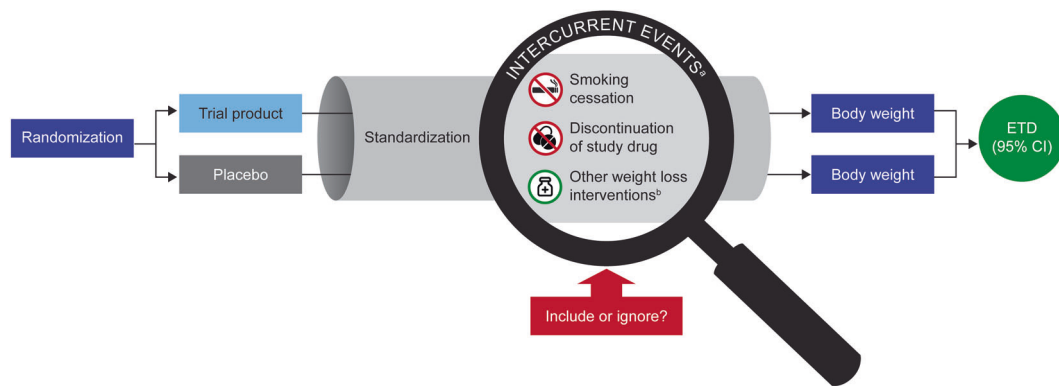 INTERCURRENT EVENTSa
Smoking
cessation
Trial product
Body weight
Randomization
Standardization
Discontinuation
of study drug
ETD
(95% CI)
Placebo
Other weight loss
interventionsb
Body weight
Include or ignore?